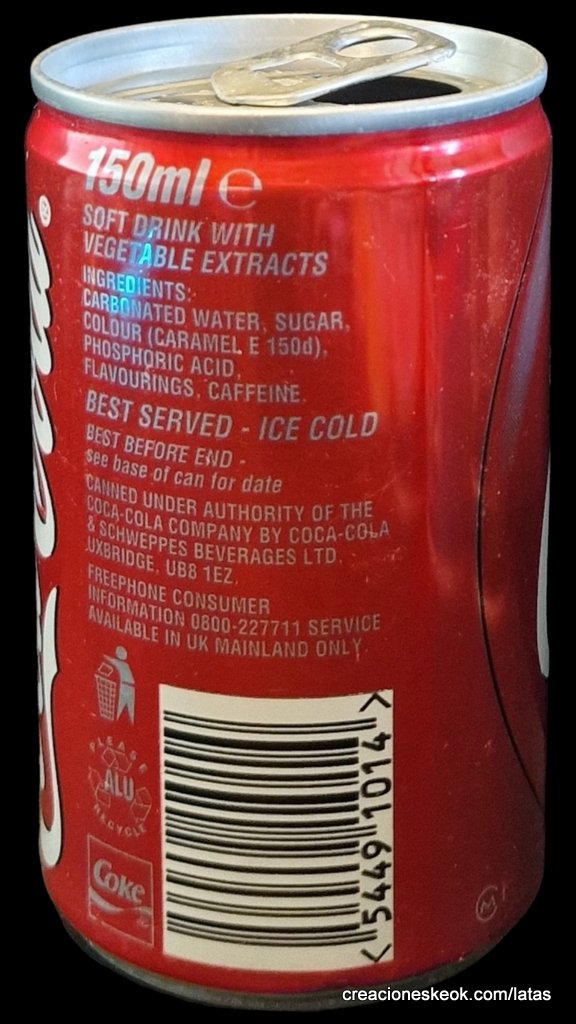 150ml e
SOFT DRINK WITH
VEGETABLE EXTRACTS
INGREDIENTS:
CARBONATED WATER, SUGAR,
COLOUR (CARAMEL E 150d),
PHOSPHORIC ACID,
FLAVOURINGS, CAFFEINE.
BEST SERVED - ICE COLD
BEST BEFORE END -
see base of can for date
CANNED UNDER AUTHORITY OF THE
COCA-COLA COMPANY BY COCA-COLA
& SCHWEPPES BEVERAGES LTD.
UXBRIDGE, UB8 1EZ.
FREEPHONE CONSUMER
INFORMATION 0800-227711 SERVICE
AVAILABLE IN UK MAINLAND ONLY
PLEASE
ALU
RECYCLE
Coke
<5449 1014>
M
creacioneskeok.com/latas